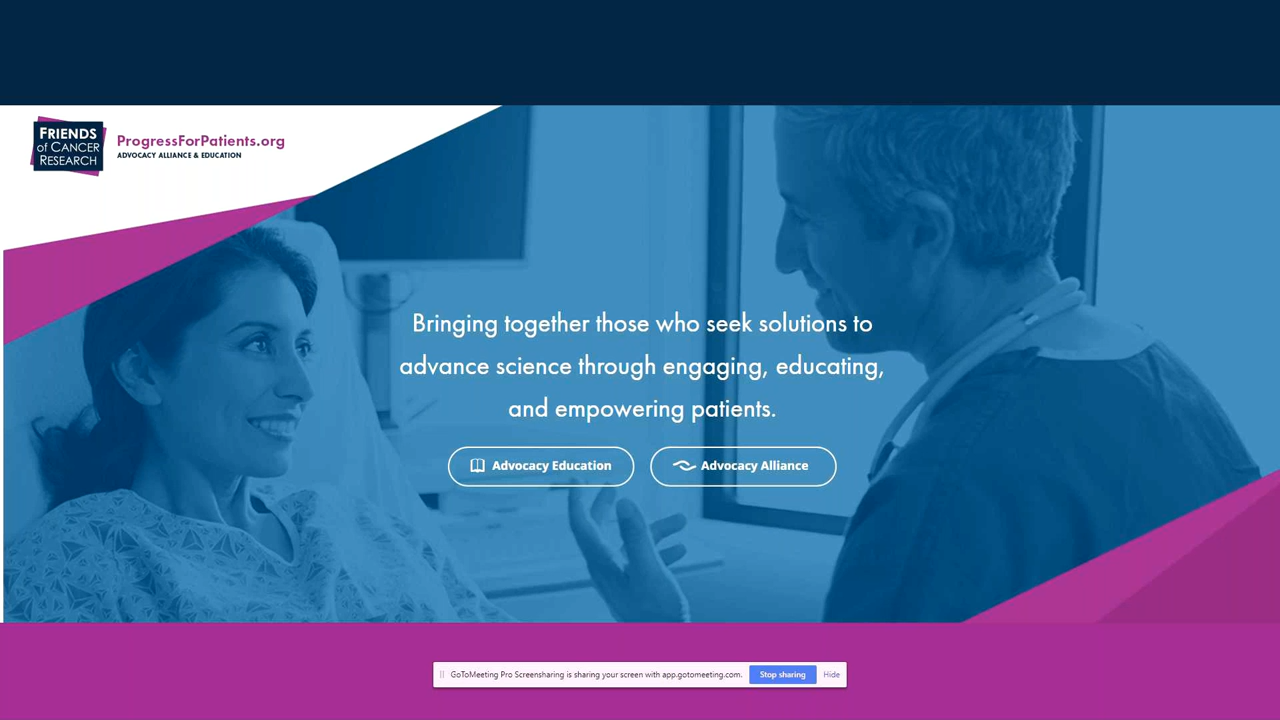 FRIENDS
of CANCER
RESEARCH
ProgressForPatients.org
ADVOCACY ALLIANCE & EDUCATION
Bringing together those who seek solutions to
advance science through engaging, educating,
and empowering patients.
Advocacy Education
Advocacy Alliance
GoToMeeting Pro Screensharing is sharing your screen with app.gotomeeting.com.
Stop sharing
Hide